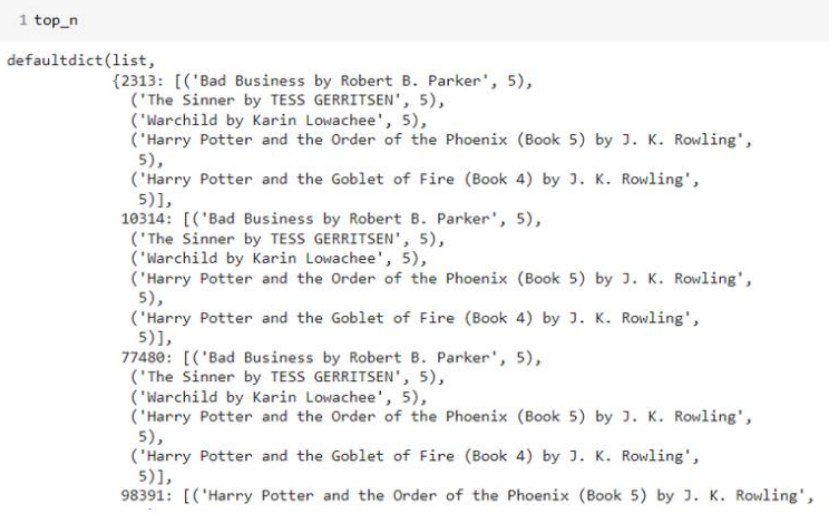 1 top_n
defaultdict(list,
{2313: [('Bad Business by Robert B. Parker', 5),
('The Sinner by TESS GERRITSEN', 5),
('Warchild by Karin Lowachee', 5),
('Harry Potter and the Order of the Phoenix (Book 5) by J. K. Rowling',
5),
('Harry Potter and the Goblet of Fire (Book 4) by J. K. Rowling',
5)],
10314: [('Bad Business by Robert B. Parker', 5),
('The Sinner by TESS GERRITSEN', 5),
('Warchild by Karin Lowachee', 5),
('Harry Potter and the Order of the Phoenix (Book 5) by J. K. Rowling',
5),
('Harry Potter and the Goblet of Fire (Book 4) by J. K. Rowling',
5)],
77480: [('Bad Business by Robert B. Parker', 5),
('The Sinner by TESS GERRITSEN', 5),
('Warchild by Karin Lowachee', 5),
('Harry Potter and the Order of the Phoenix (Book 5) by J. K. Rowling',
5),
('Harry Potter and the Goblet of Fire (Book 4) by J. K. Rowling',
5)],
98391: [('Harry Potter and the Order of the Phoenix (Book 5) by J. K. Rowling',